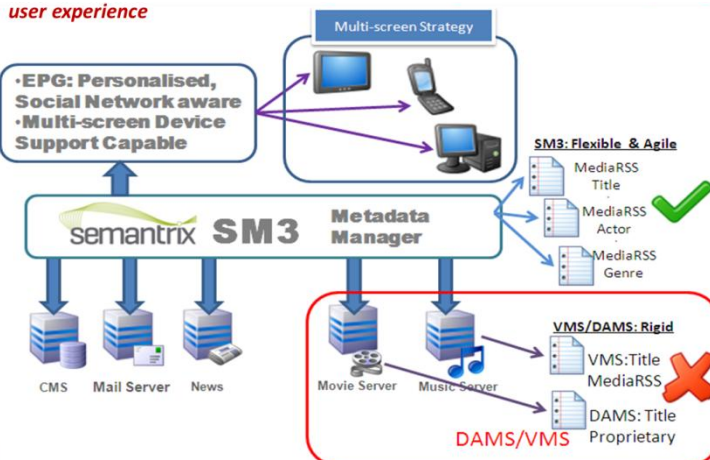 user experience
Multi-screen Strategy
•EPG: Personalised,
Social Network aware
•Multi-screen Device
Support Capable
SM3: Flexible & Agile
MediaRSS
Title
MediaRSS
Actor
MediaRSS
Genre
semantrix SM3 Metadata
Manager
CMS
Mail Server
News
Movie Server
Music Server
VMS/DAMS: Rigid
VMS:Title
MediaRSS
DAMS: Title
Proprietary
DAMS/VMS